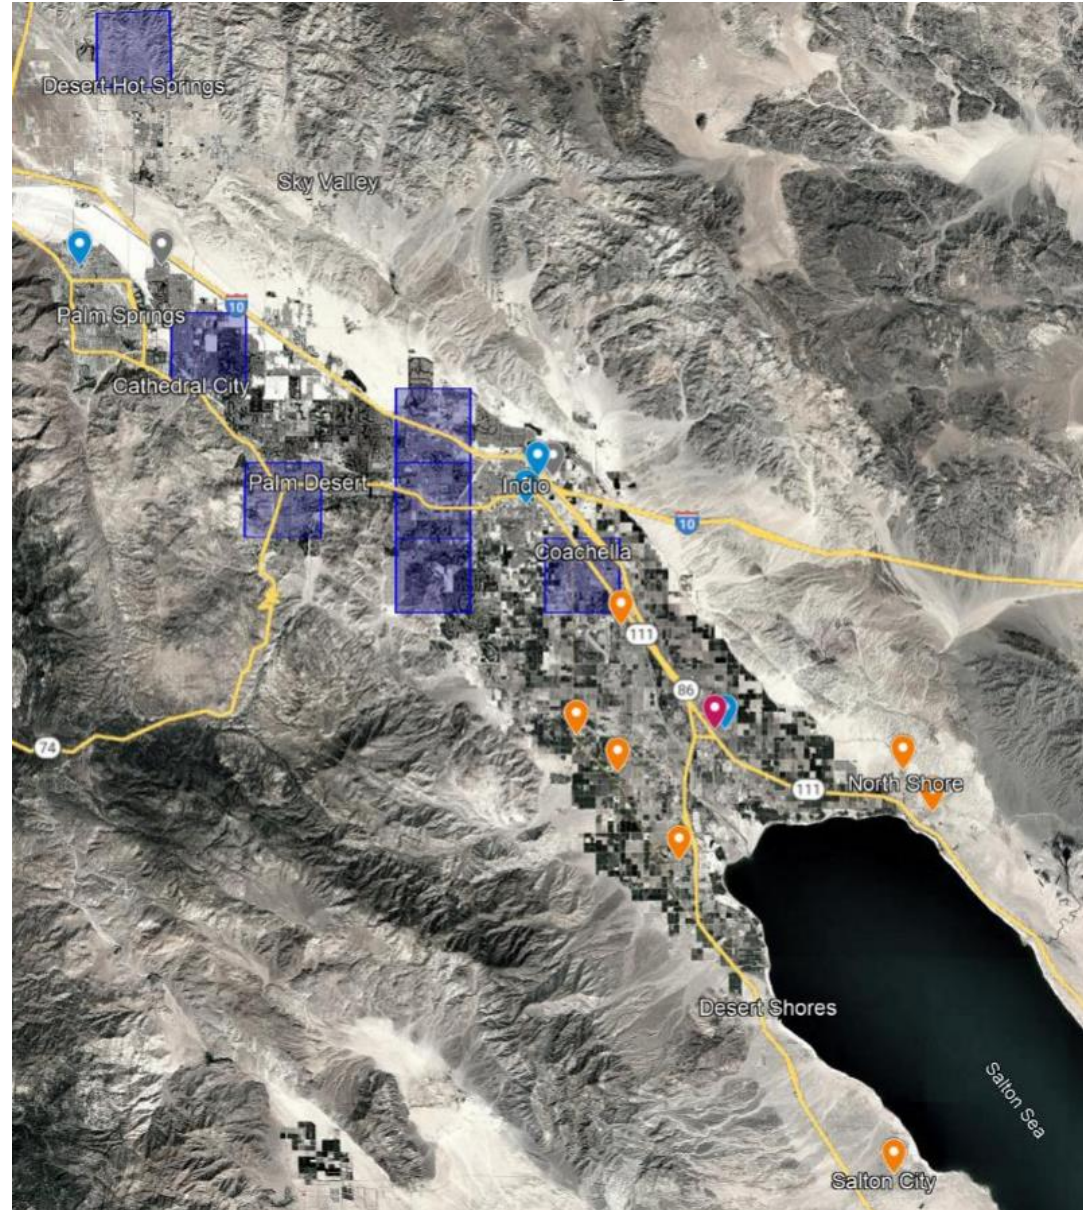 Desert Hot Springs
Sky Valley
10
Palm Springs
Cathedral City
Palm Desert
Indio
10
Coachella
111
86
74
North Shore
111
Desert Shores
Salton Sea
Salton City